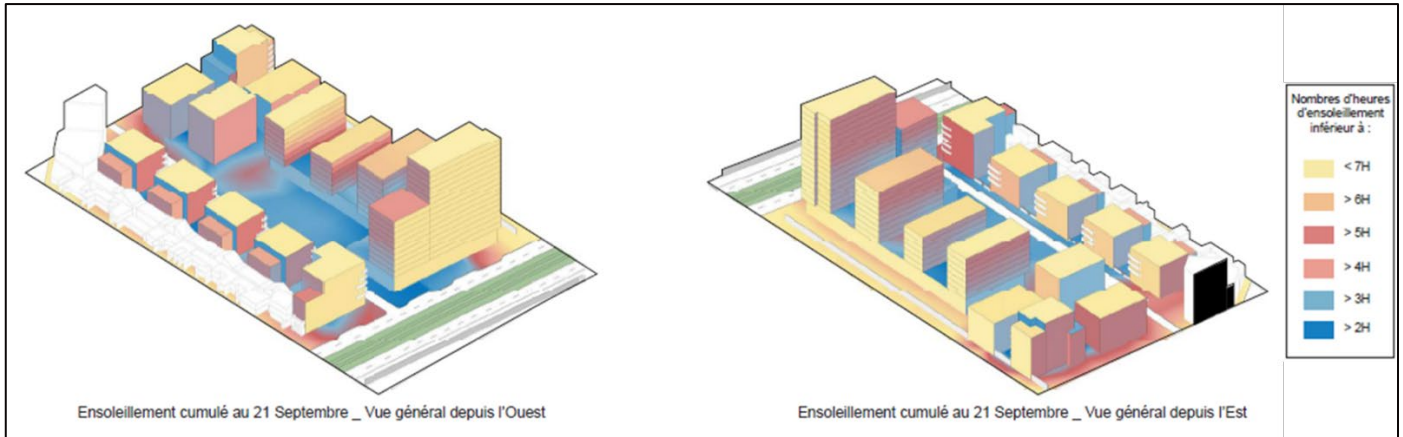 Ensoleillement cumulé au 21 Septembre _ Vue général depuis l'Ouest
Ensoleillement cumulé au 21 Septembre _ Vue général depuis l'Est
Nombres d'heures
d'ensoleillement
inférieur à :
< 7H
> 6H
> 5H
> 4H
> 3H
> 2H